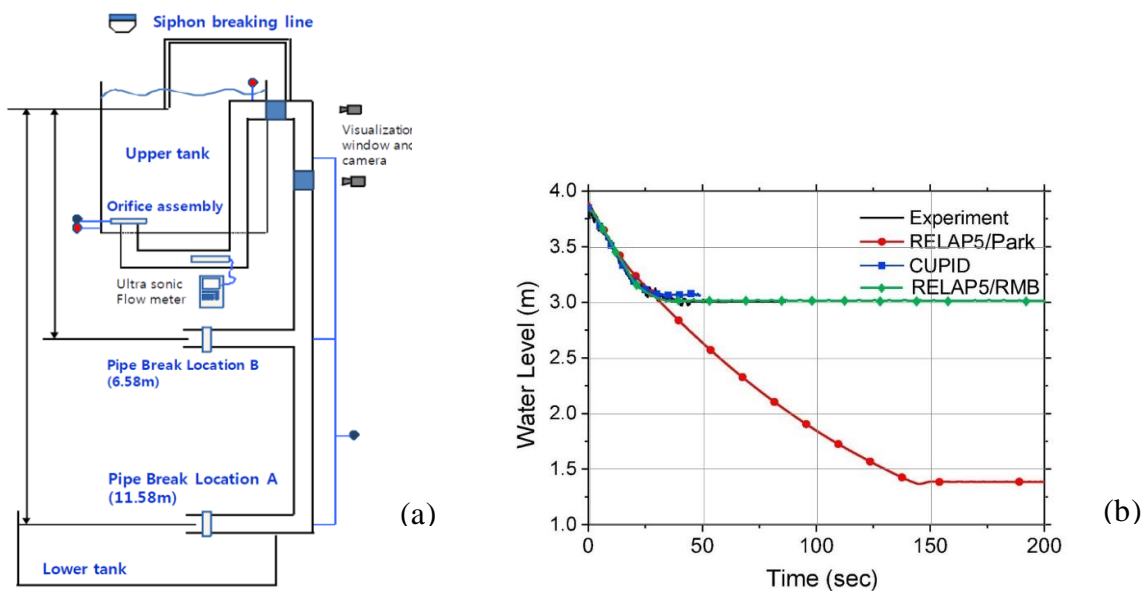 Siphon breaking line
Upper tank
Visualization
window and
camera
Orifice assembly
Ultra sonic
Flow meter
Pipe Break Location B
(6.58m)
Pipe Break Location A
(11.58m)
Lower tank
(a)
4.0
3.5
3.0
2.5
2.0
1.5
1.0
Water Level (m)
Experiment
RELAP5/Park
CUPID
RELAP5/RMB
0
50
100
150
200
Time (sec)
(b)